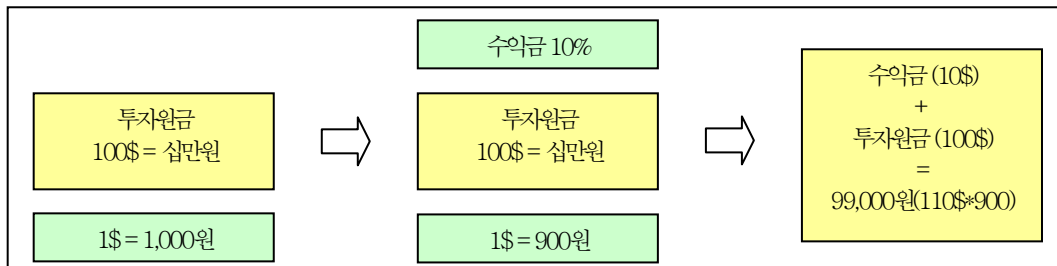 투자원금
100$ = 십만원
1$ = 1,000원
수익금 10%
투자원금
100$ = 십만원
1$ = 900원
수익금 (10$)
+
투자원금 (100$)
=
99,000원(110$*900)